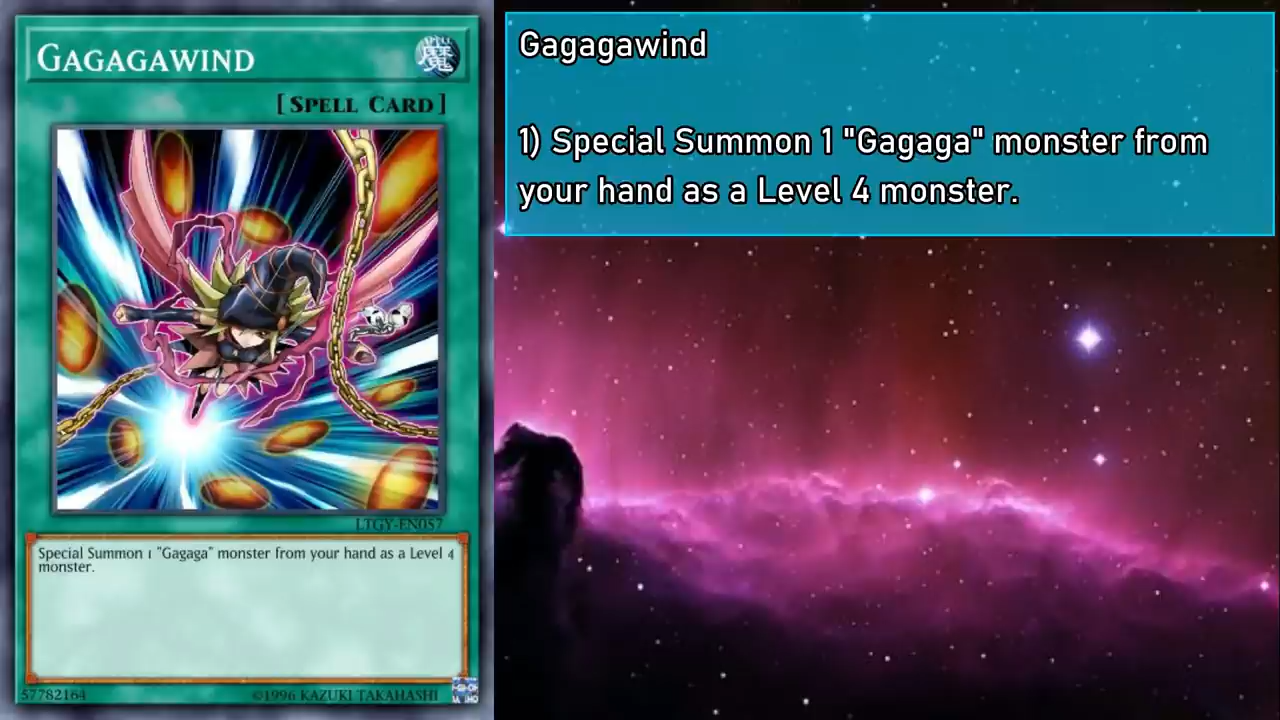 GAGAGAWIND
魔
[ SPELL CARD ]
LTGY-EN057
Special Summon 1 "Gagaga" monster from your hand as a Level 4
monster.
57782164
©1996 KAZUKI TAKAHASHI
Gagagawind
1) Special Summon 1 "Gagaga" monster from
your hand as a Level 4 monster.